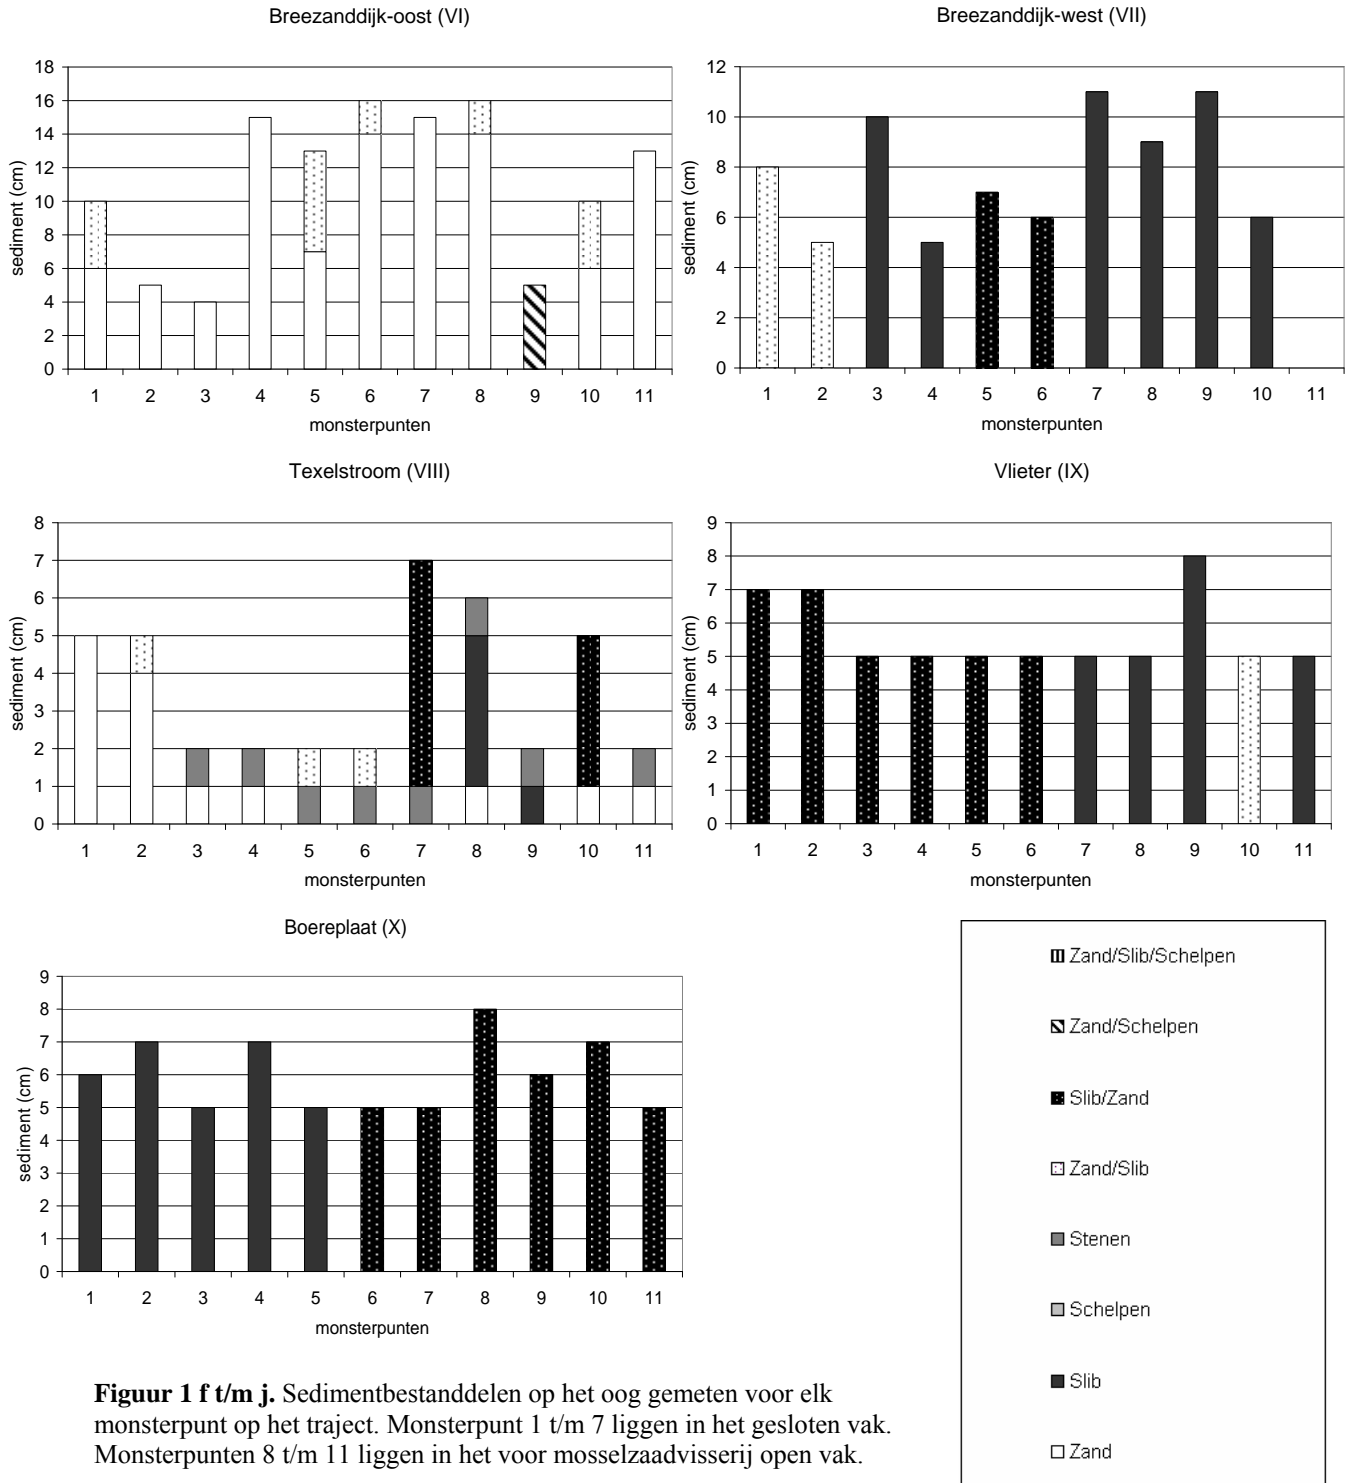 Breezanddijk-oost (VI)
18
16
14
12
10
8
6
4
2
0
sediment (cm)
1 2 3 4 5 6 7 8 9 10 11
monsterpunten
Breezanddijk-west (VII)
12
10
8
6
4
2
0
sediment (cm)
1 2 3 4 5 6 7 8 9 10 11
monsterpunten
Texelstroom (VIII)
8
7
6
5
4
3
2
1
0
sediment (cm)
1 2 3 4 5 6 7 8 9 10 11
monsterpunten
Vlieter (IX)
9
8
7
6
5
4
3
2
1
0
sediment (cm)
1 2 3 4 5 6 7 8 9 10 11
monsterpunten
Boereplaat (X)
9
8
7
6
5
4
3
2
1
0
sediment (cm)
1 2 3 4 5 6 7 8 9 10 11
monsterpunten
Zand/Slib/Schelpen
Zand/Schelpen
Slib/Zand
Zand/Slib
Stenen
Schelpen
Slib
Zand
Figuur 1 f t/m j. Sedimentbestanddelen op het oog gemeten voor elk
monsterpunt op het traject. Monsterpunt 1 t/m 7 liggen in het gesloten vak.
Monsterpunten 8 t/m 11 liggen in het voor mosselzaadvisserij open vak.